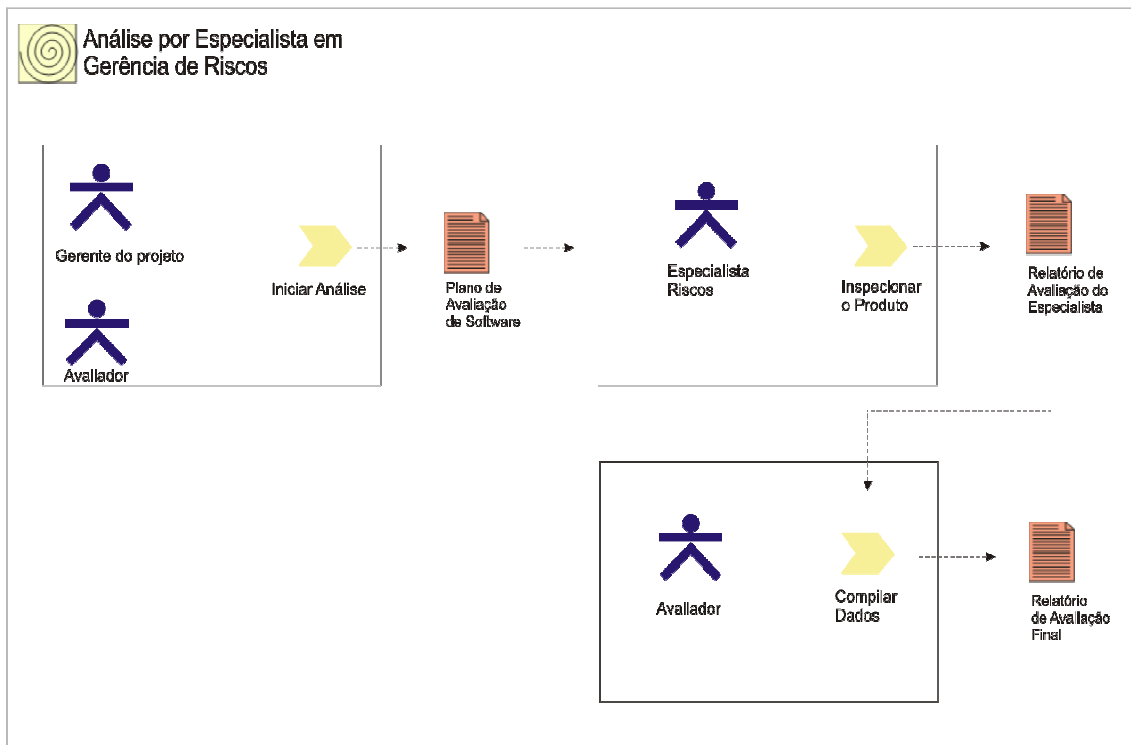 Análise por Especialista em
Gerência de Riscos
Gerente do projeto
Iniciar Análise
Avaliador
Plano de
Avaliação
de Software
Especialista
Riscos
Inspecionar
o Produto
Relatório de
Avaliação do
Especialista
Avaliador
Compilar
Dados
Relatório
de Avaliação
Final